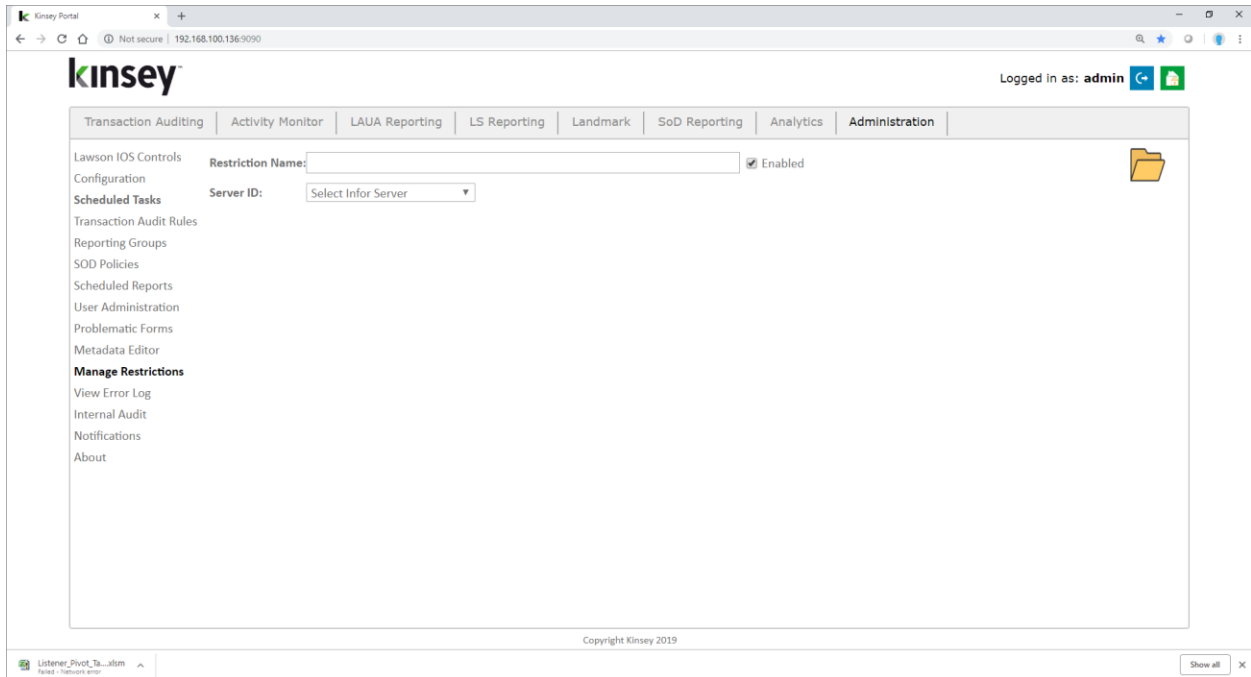 Kinsey Portal
Not secure | 192.168.100.136:9090
kinsey
Logged in as: admin
Transaction Auditing Activity Monitor LAUA Reporting LS Reporting Landmark SoD Reporting Analytics Administration
Lawson IOS Controls
Configuration
Scheduled Tasks
Transaction Audit Rules
Reporting Groups
SOD Policies
Scheduled Reports
User Administration
Problematic Forms
Metadata Editor
Manage Restrictions
View Error Log
Internal Audit
Notifications
About
Restriction Name: Enabled
Server ID: Select Infor Server
Copyright Kinsey 2019
Listener_Pivot_Ta....xlsm
Failed - Network error
Show all